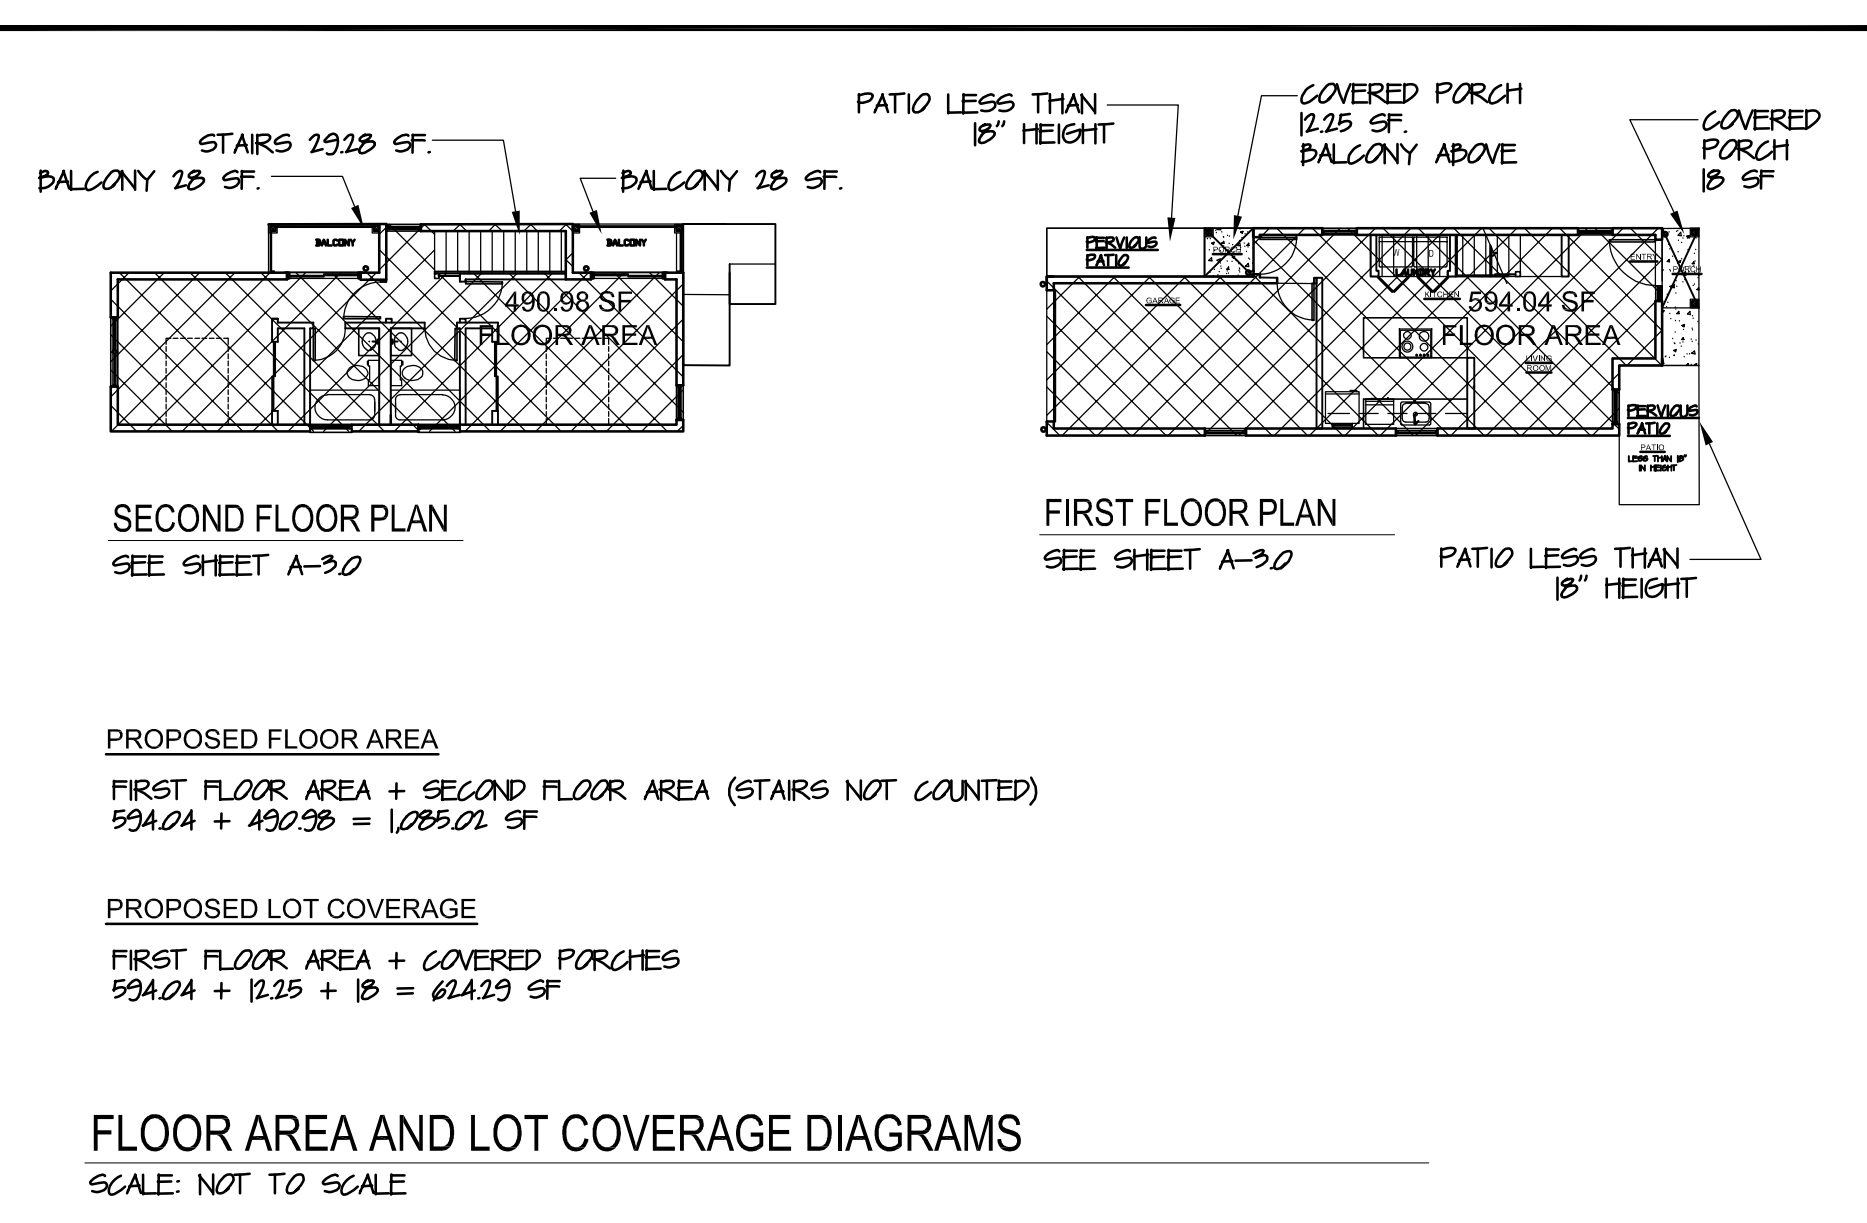 STAIRS 29.28 SF.
BALCONY 28 SF.
BALCONY 28 SF.
BALCONY
BALCONY
490.98 SF
FLOOR AREA
SECOND FLOOR PLAN
SEE SHEET A-3.0
PATIO LESS THAN
18" HEIGHT
COVERED PORCH
12.25 SF.
BALCONY ABOVE
COVERED
PORCH
18 SF
PERVIOUS
PATIO
PORCH
GARAGE
W
D
LAUNDRY
KITCHEN
ENTRY
PORCH
594.04 SF
FLOOR AREA
LIVING
ROOM
PERVIOUS
PATIO
PATIO
LESS THAN 18"
IN HEIGHT
FIRST FLOOR PLAN
SEE SHEET A-3.0
PATIO LESS THAN
18" HEIGHT
PROPOSED FLOOR AREA
FIRST FLOOR AREA + SECOND FLOOR AREA (STAIRS NOT COUNTED)
594.04 + 490.98 = 1,085.02 SF
PROPOSED LOT COVERAGE
FIRST FLOOR AREA + COVERED PORCHES
594.04 + 12.25 + 18 = 624.29 SF
FLOOR AREA AND LOT COVERAGE DIAGRAMS
SCALE: NOT TO SCALE